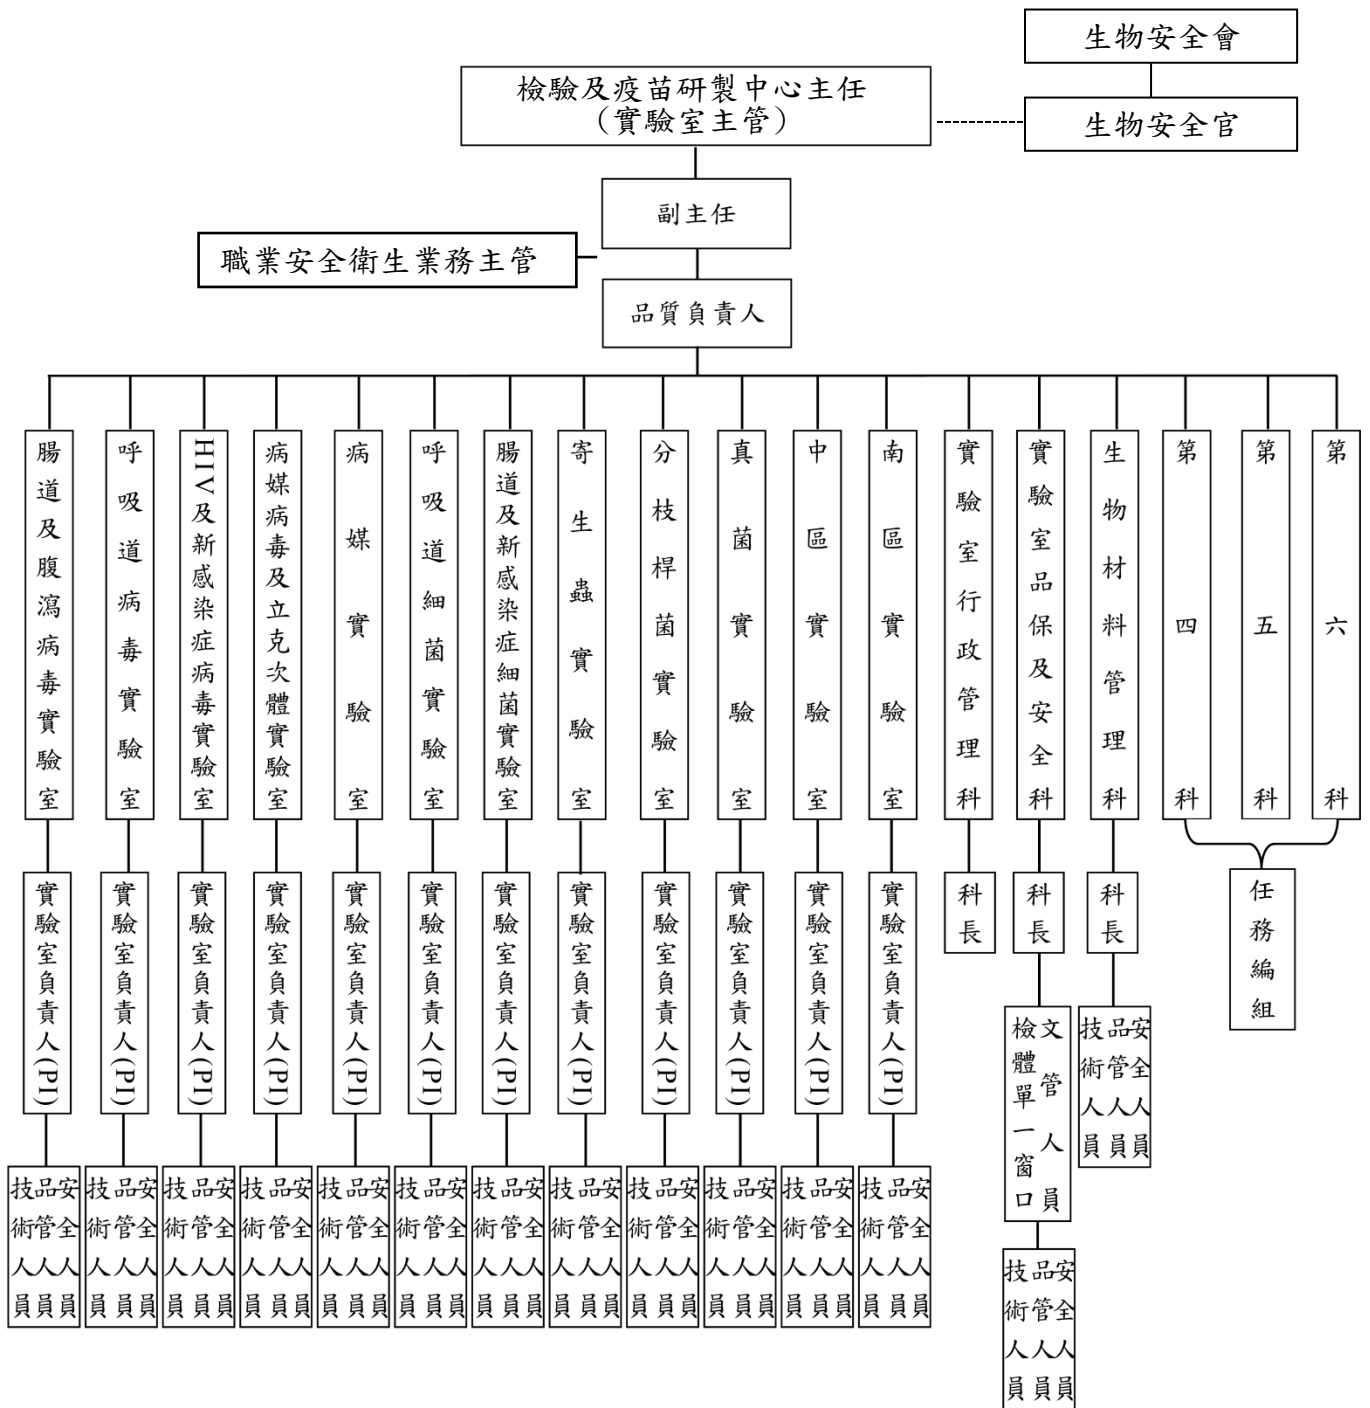 生物安全會
檢驗及疫苗研製中心主任
(實驗室主管)
生物安全官
副主任
職業安全衛生業務主管
品質負責人
腸道及腹瀉病毒實驗室
呼吸道病毒實驗室
HIV及新感染症病毒實驗室
病媒病毒及立克次體實驗室
病媒實驗室
呼吸道細菌實驗室
腸道及新感染症細菌實驗室
寄生蟲實驗室
分枝桿菌實驗室
真菌實驗室
中區實驗室
南區實驗室
實驗室行政管理科
實驗室品保及安全科
生物材料管理科
第四科
第五科
第六科
實驗室負責人(PI)
實驗室負責人(PI)
實驗室負責人(PI)
實驗室負責人(PI)
實驗室負責人(PI)
實驗室負責人(PI)
實驗室負責人(PI)
實驗室負責人(PI)
實驗室負責人(PI)
實驗室負責人(PI)
實驗室負責人(PI)
實驗室負責人(PI)
科長
科長
科長
任務編組
檢體單一窗口
文管人員
技術人員
品管人員
安全人員
技術人員
品管人員
安全人員
技術人員
品管人員
安全人員
技術人員
品管人員
安全人員
技術人員
品管人員
安全人員
技術人員
品管人員
安全人員
技術人員
品管人員
安全人員
技術人員
品管人員
安全人員
技術人員
品管人員
安全人員
技術人員
品管人員
安全人員
技術人員
品管人員
安全人員
技術人員
品管人員
安全人員
技術人員
品管人員
安全人員
技術人員
品管人員
安全人員